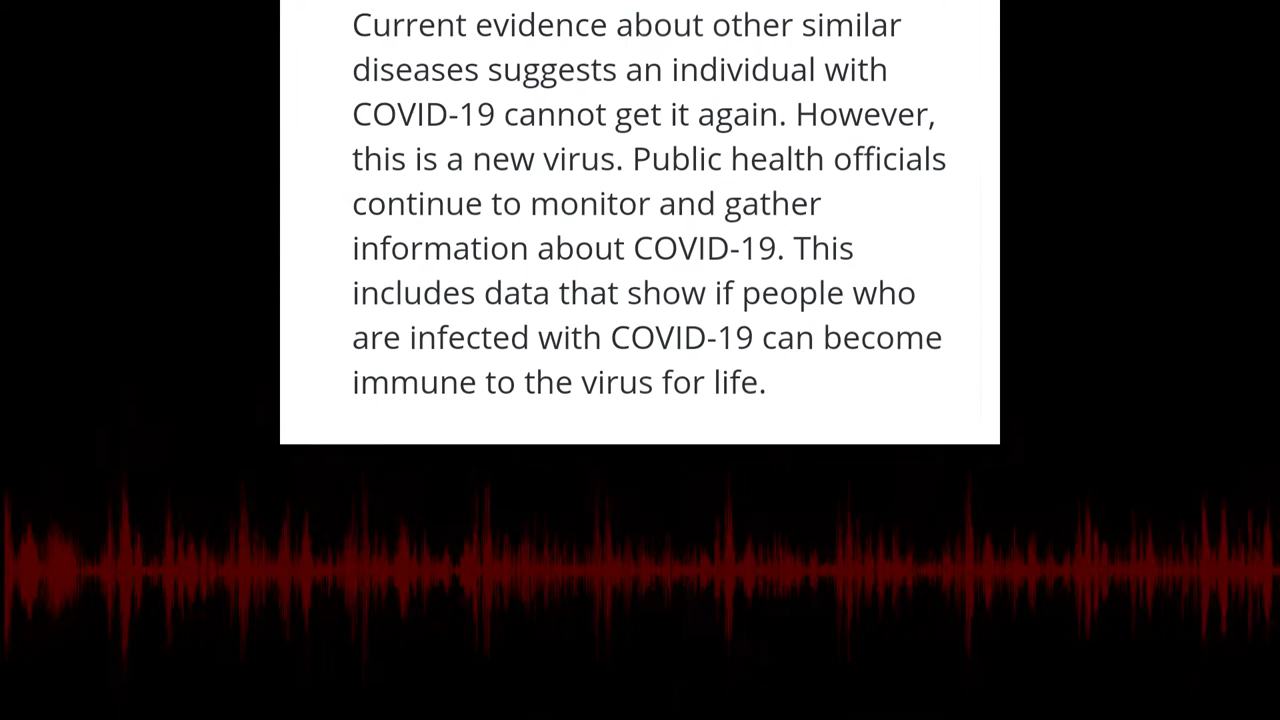 Current evidence about other similar
diseases suggests an individual with
COVID-19 cannot get it again. However,
this is a new virus. Public health officials
continue to monitor and gather
information about COVID-19. This
includes data that show if people who
are infected with COVID-19 can become
immune to the virus for life.